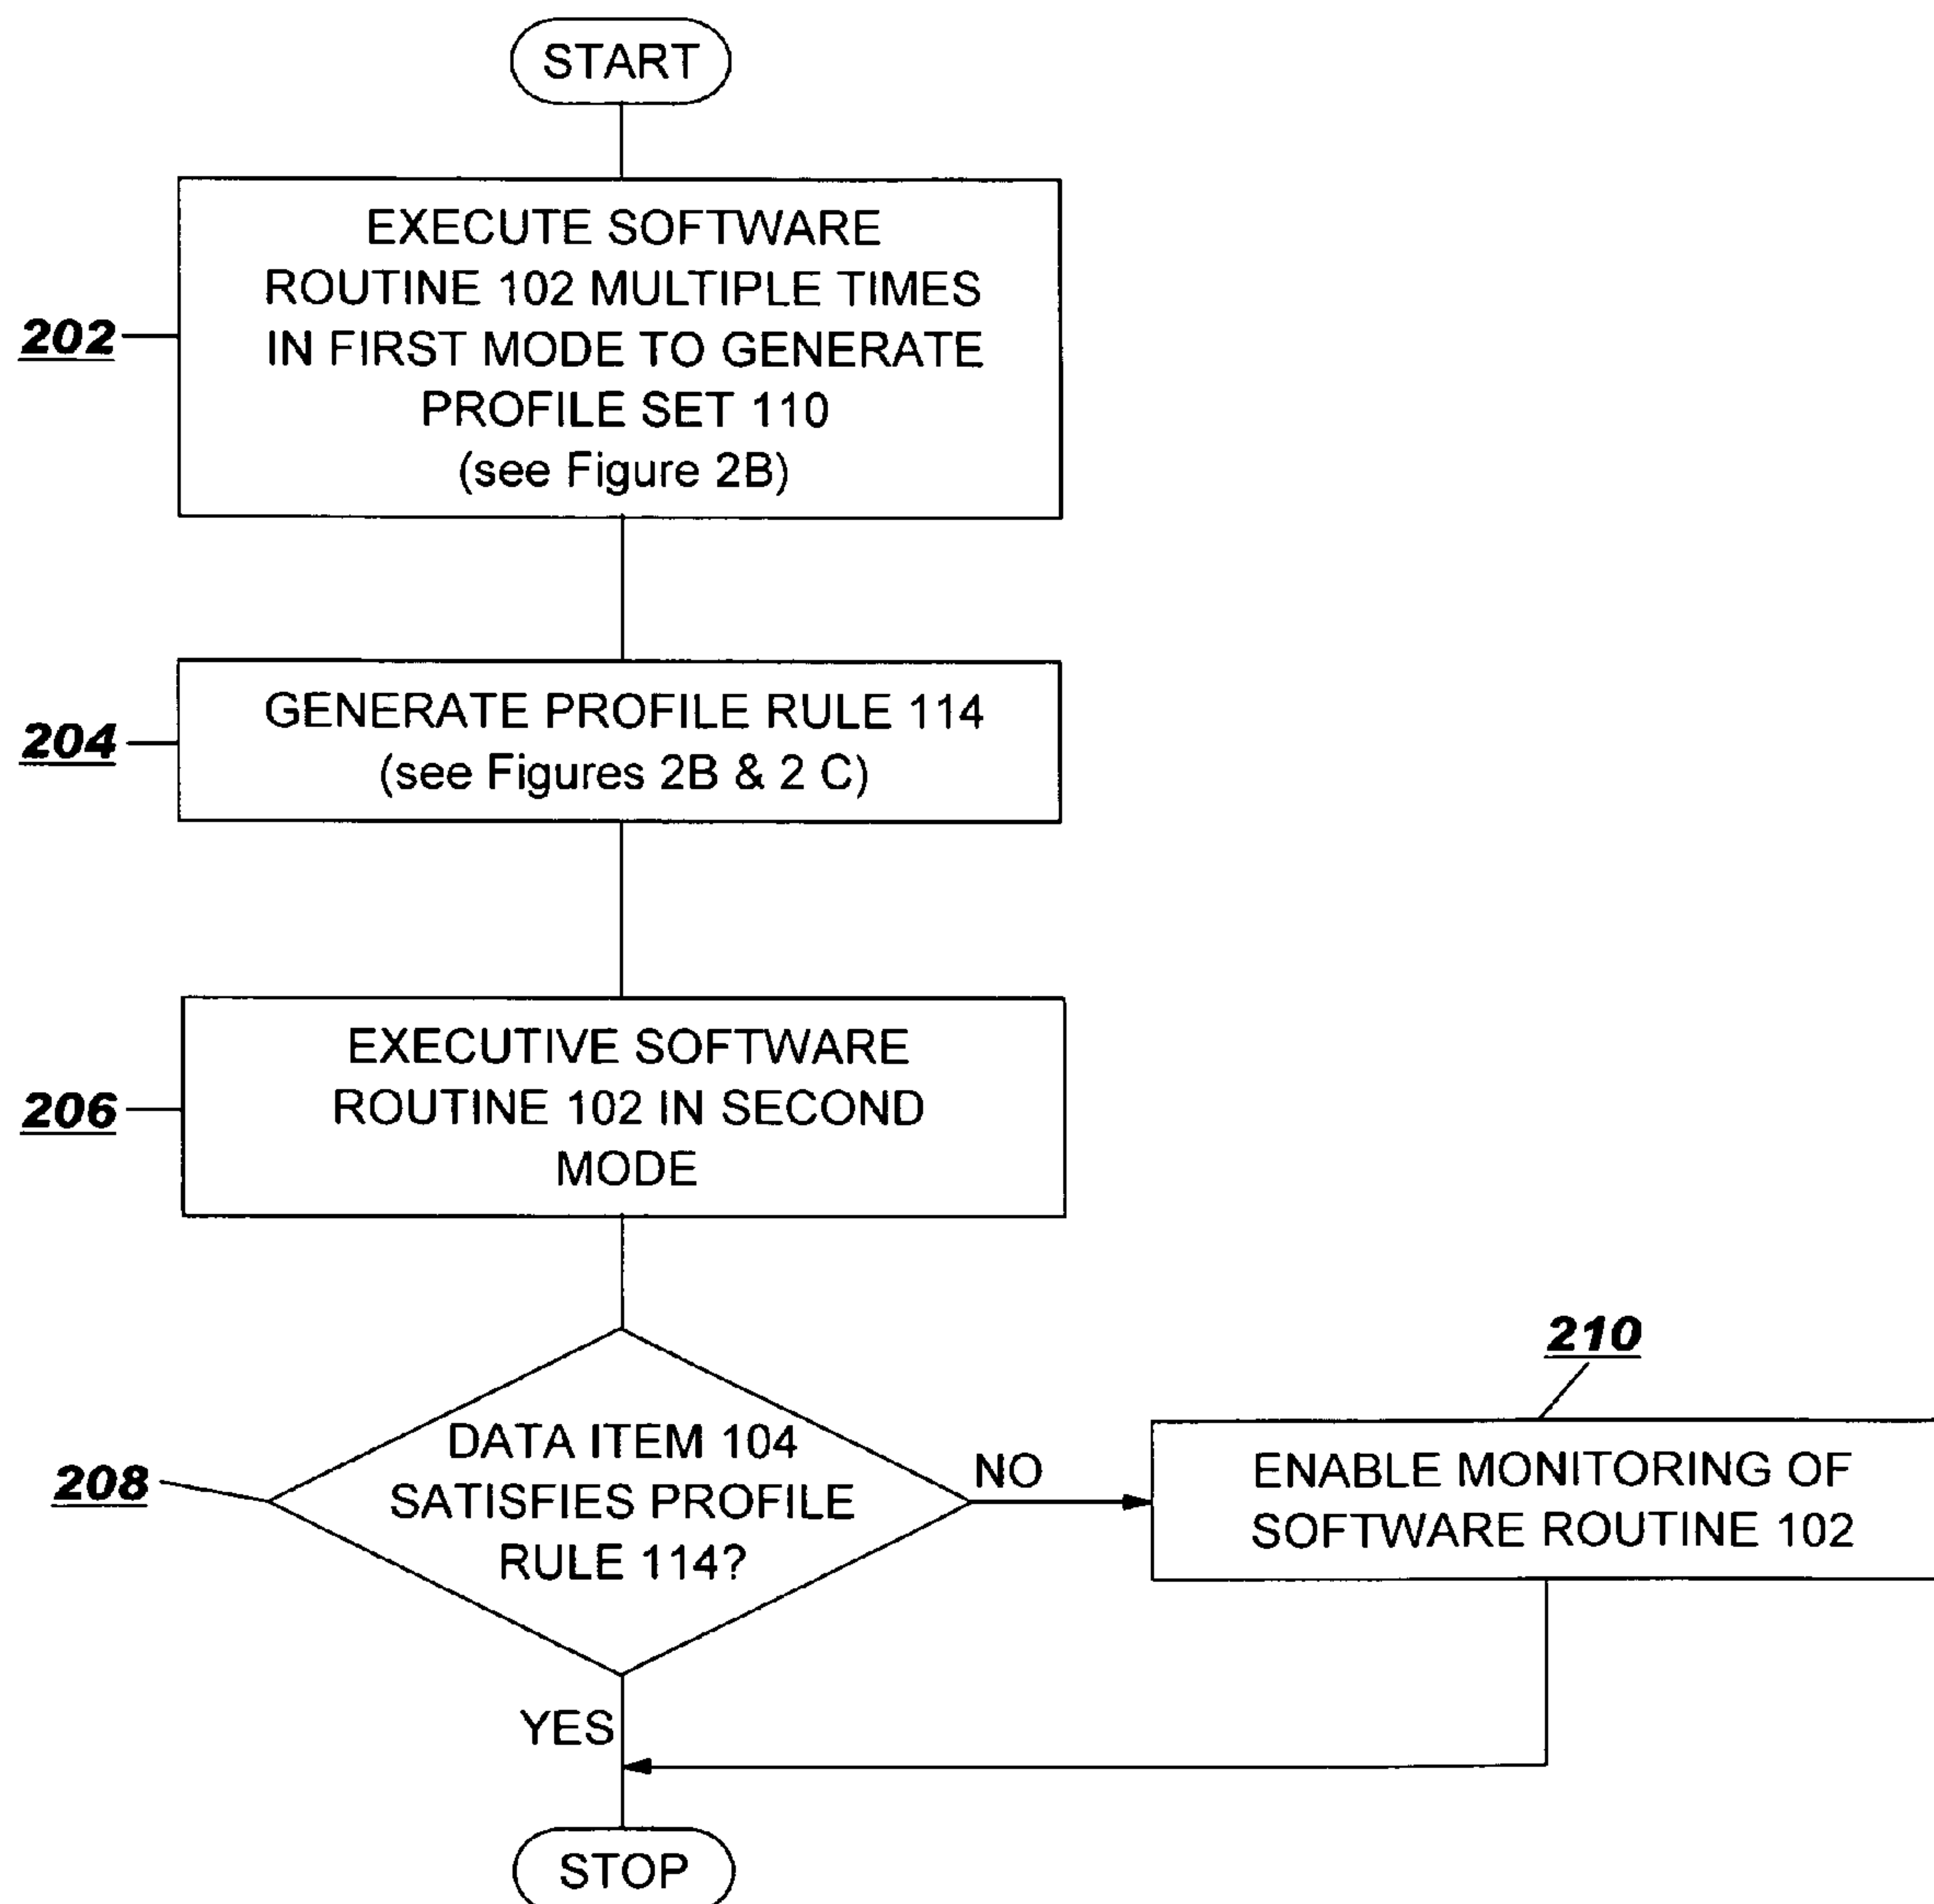 START
EXECUTE SOFTWARE
ROUTINE 102 MULTIPLE TIMES
IN FIRST MODE TO GENERATE
PROFILE SET 110
(see Figure 2B)
202
GENERATE PROFILE RULE 114
(see Figures 2B & 2 C)
204
EXECUTIVE SOFTWARE
ROUTINE 102 IN SECOND
MODE
206
DATA ITEM 104
SATISFIES PROFILE
RULE 114?
208
NO
210
ENABLE MONITORING OF
SOFTWARE ROUTINE 102
YES
STOP